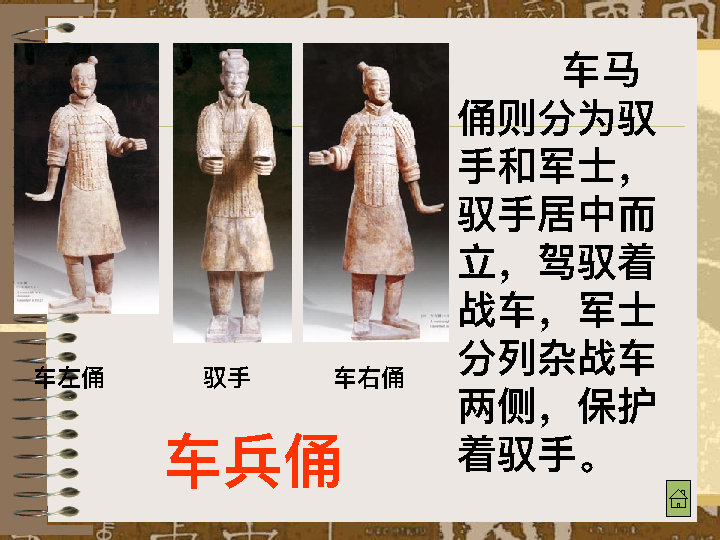 车马
俑则分为驭
手和军士，
驭手居中而
立，驾驭着
战车，军士
分列杂战车
两侧，保护
着驭手。
车左俑
驭手
车右俑
车兵俑